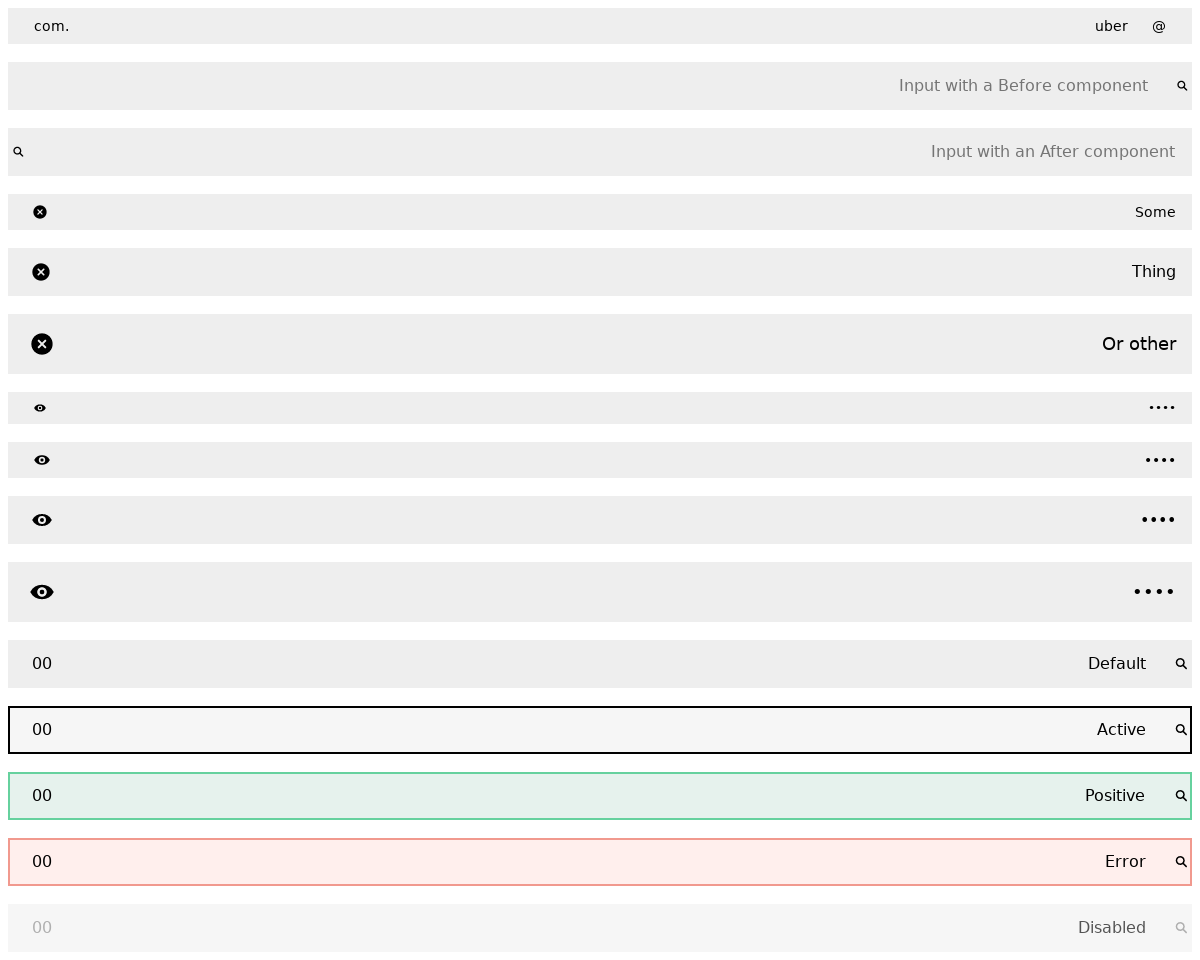 com. uber @
Input with a Before component
Input with an After component
Some
Thing
Or other
••••
••••
••••
••••
00 Default
00 Active
00 Positive
00 Error
00 Disabled